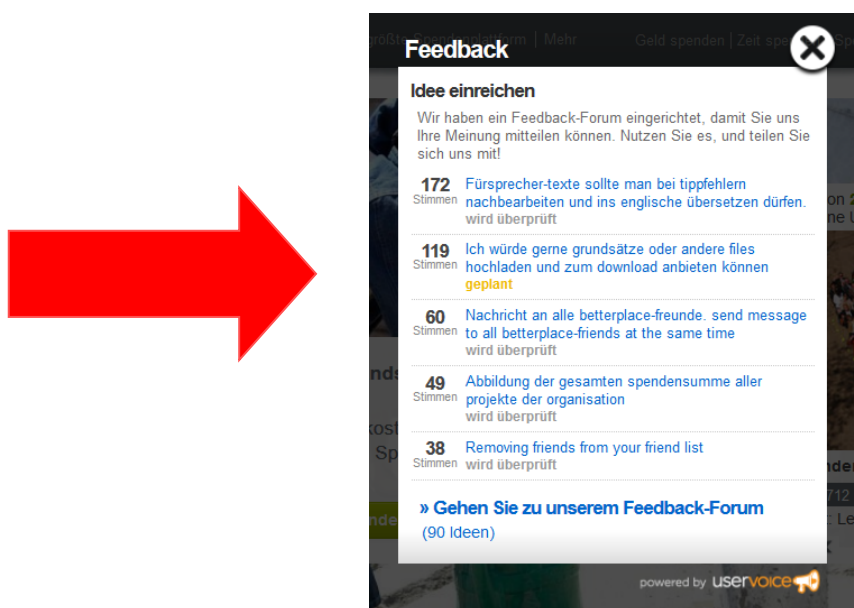 größte Spendenplattform | Mehr Geld spenden | Zeit spe
Feedback
Idee einreichen
Wir haben ein Feedback-Forum eingerichtet, damit Sie uns
Ihre Meinung mitteilen können. Nutzen Sie es, und teilen Sie
sich uns mit!
172 Fürsprecher-texte sollte man bei tippfehlern
Stimmen nachbearbeiten und ins englische übersetzen dürfen.
wird überprüft
119 Ich würde gerne grundsätze oder andere files
Stimmen hochladen und zum download anbieten können
geplant
60 Nachricht an alle betterplace-freunde. send message
Stimmen to all betterplace-friends at the same time
wird überprüft
49 Abbildung der gesamten spendensumme aller
Stimmen projekte der organisation
wird überprüft
38 Removing friends from your friend list
Stimmen wird überprüft
» Gehen Sie zu unserem Feedback-Forum
(90 Ideen)
powered by uservoice